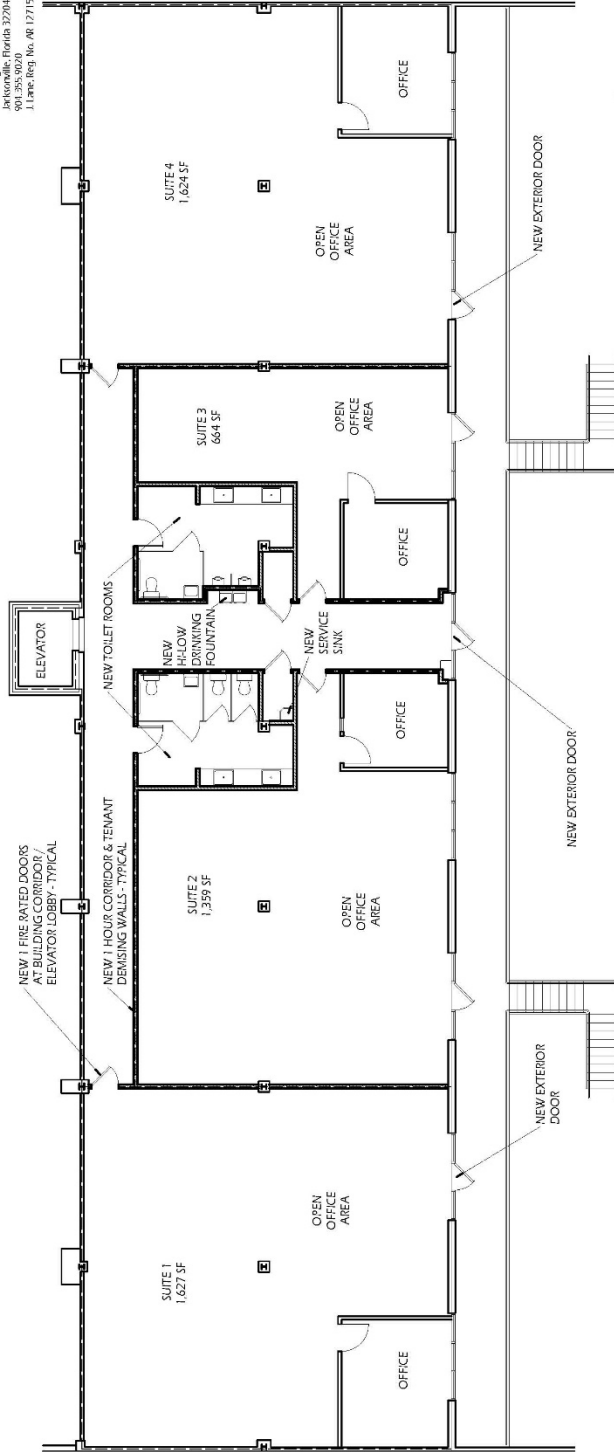 Jacksonville, Florida 32204
904.355.9020
J. Lane, Reg. No. AR 12715
NEW 1 FIRE RATED DOORS
AT BUILDING CORRIDOR /
ELEVATOR LOBBY - TYPICAL
ELEVATOR
NEW 1 HOUR CORRIDOR & TENANT
DEMISING WALLS - TYPICAL
NEW TOILET ROOMS
NEW
HI-LOW
DRINKING
FOUNTAIN
NEW
SERVICE
SINK
SUITE 1
1,627 SF
OPEN
OFFICE
AREA
OFFICE
SUITE 2
1,359 SF
OPEN
OFFICE
AREA
OFFICE
SUITE 3
664 SF
OPEN
OFFICE
AREA
OFFICE
SUITE 4
1,624 SF
OPEN
OFFICE
AREA
OFFICE
NEW EXTERIOR
DOOR
NEW EXTERIOR DOOR
NEW EXTERIOR DOOR